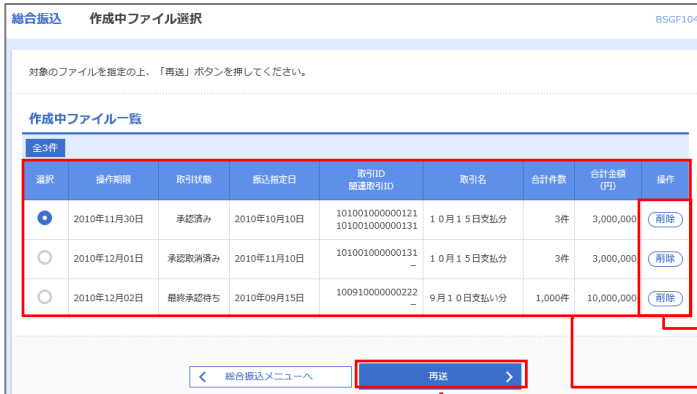 総合振込 作成中ファイル選択 BSGF104
対象のファイルを指定の上、「再送」ボタンを押してください。
作成中ファイル一覧
全3件
選択 操作期限 取引状態 振込指定日 取引ID 取引名 合計件数 合計金額 操作
関連取引ID (円)
2010年11月30日 承認済み 2010年10月10日 101001000000121 10月15日支払分 3件 3,000,000 削除
101001000000131
2010年12月01日 承認取消済み 2010年11月10日 101001000000131 10月15日支払分 3件 3,000,000
–
2010年12月02日 最終承認待ち 2010年09月15日 100910000000222 9月10日支払い分 1,000件 10,000,000 削除
–
総合振込メニューへ 再送